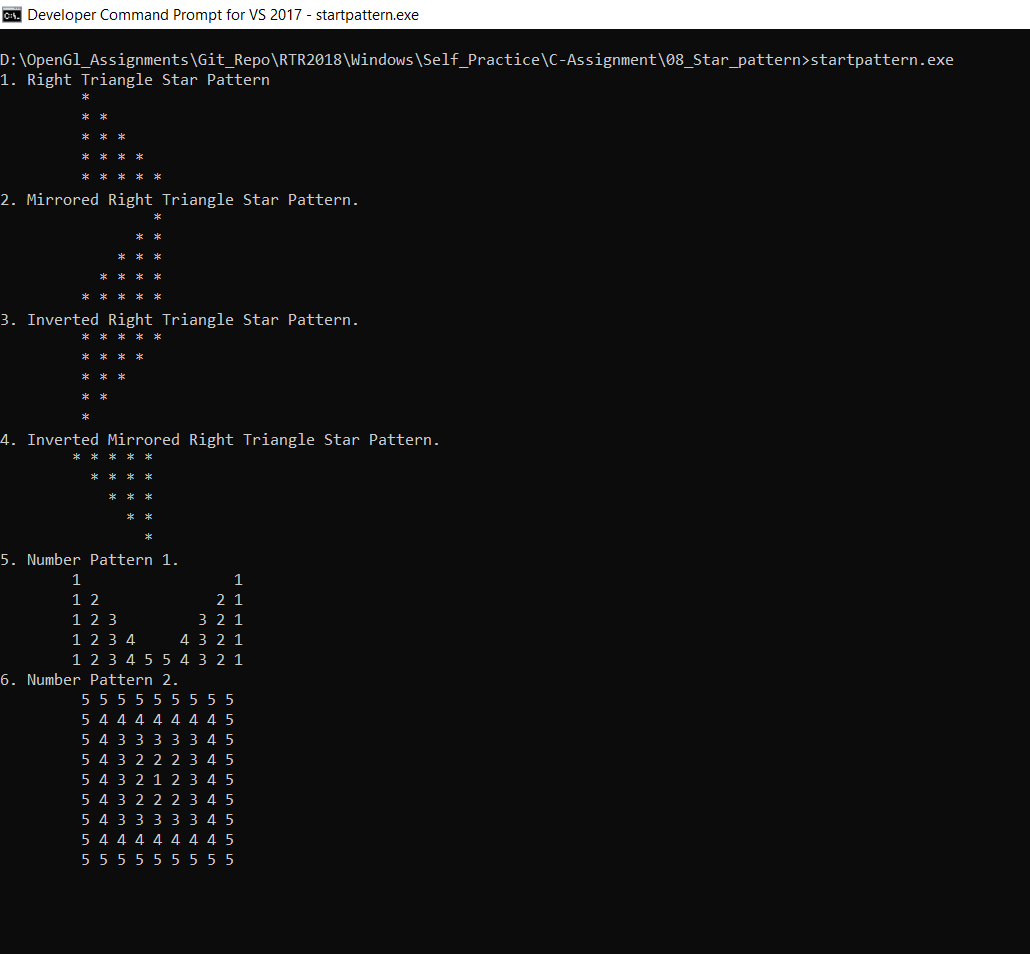 Developer Command Prompt for VS 2017 - startpattern.exe
D:\OpenGl_Assignments\Git_Repo\RTR2018\Windows\Self_Practice\C-Assignment\08_Star_pattern>startpattern.exe
1. Right Triangle Star Pattern
         *
         * *
         * * *
         * * * *
         * * * * *
2. Mirrored Right Triangle Star Pattern.
                 *
               * *
             * * *
           * * * *
         * * * * *
3. Inverted Right Triangle Star Pattern.
         * * * * *
         * * * *
         * * *
         * *
         *
4. Inverted Mirrored Right Triangle Star Pattern.
        * * * * *
          * * * *
            * * *
              * *
                *
5. Number Pattern 1.
        1                 1
        1 2             2 1
        1 2 3         3 2 1
        1 2 3 4     4 3 2 1
        1 2 3 4 5 5 4 3 2 1
6. Number Pattern 2.
         5 5 5 5 5 5 5 5 5
         5 4 4 4 4 4 4 4 5
         5 4 3 3 3 3 3 4 5
         5 4 3 2 2 2 3 4 5
         5 4 3 2 1 2 3 4 5
         5 4 3 2 2 2 3 4 5
         5 4 3 3 3 3 3 4 5
         5 4 4 4 4 4 4 4 5
         5 5 5 5 5 5 5 5 5